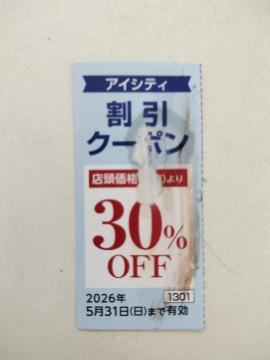 アイシティ
割引
クーポン
店頭価格 より
30%
OFF
2026年
1301
5月31日(日)まで有効